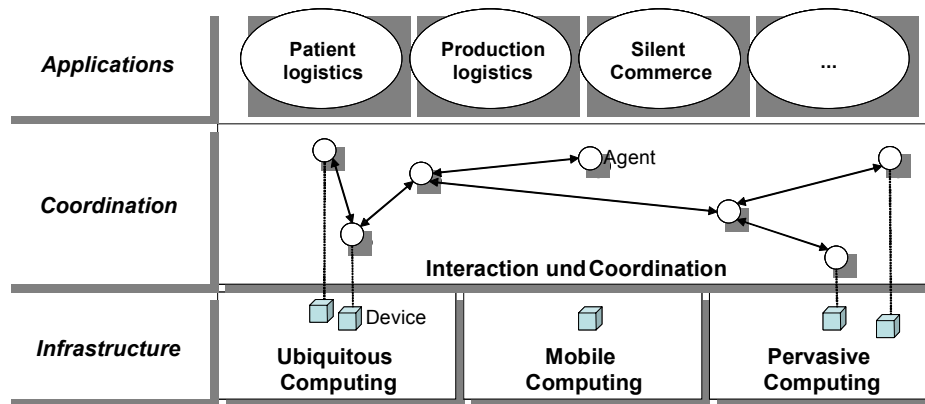 Applications
Patient
logistics
Production
logistics
Silent
Commerce
...
Coordination
Agent
Interaction und Coordination
Infrastructure
Device
Ubiquitous
Computing
Mobile
Computing
Pervasive
Computing